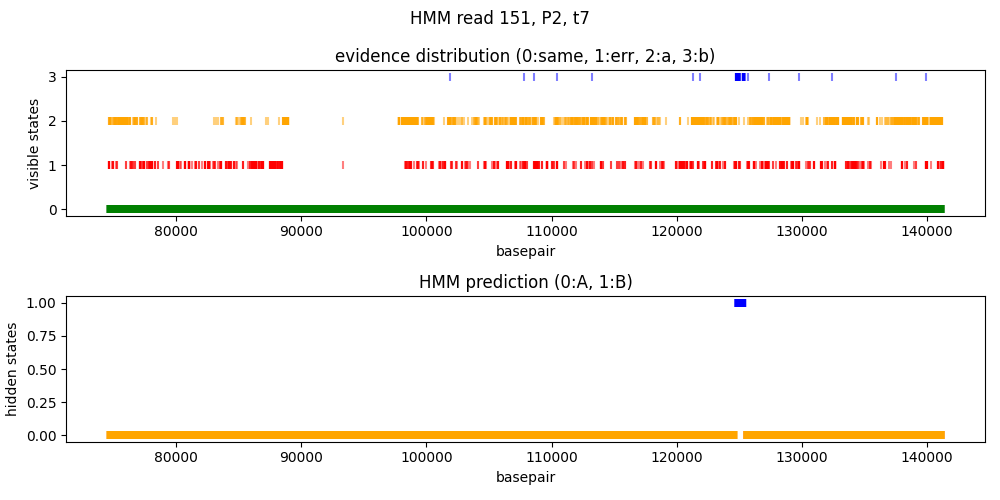 HMM read 151, P2, t7
evidence distribution (0:same, 1:err, 2:a, 3:b)
visible states
3
2
1
0
80000 90000 100000 110000 120000 130000 140000
basepair
HMM prediction (0:A, 1:B)
hidden states
1.00
0.75
0.50
0.25
0.00
80000 90000 100000 110000 120000 130000 140000
basepair